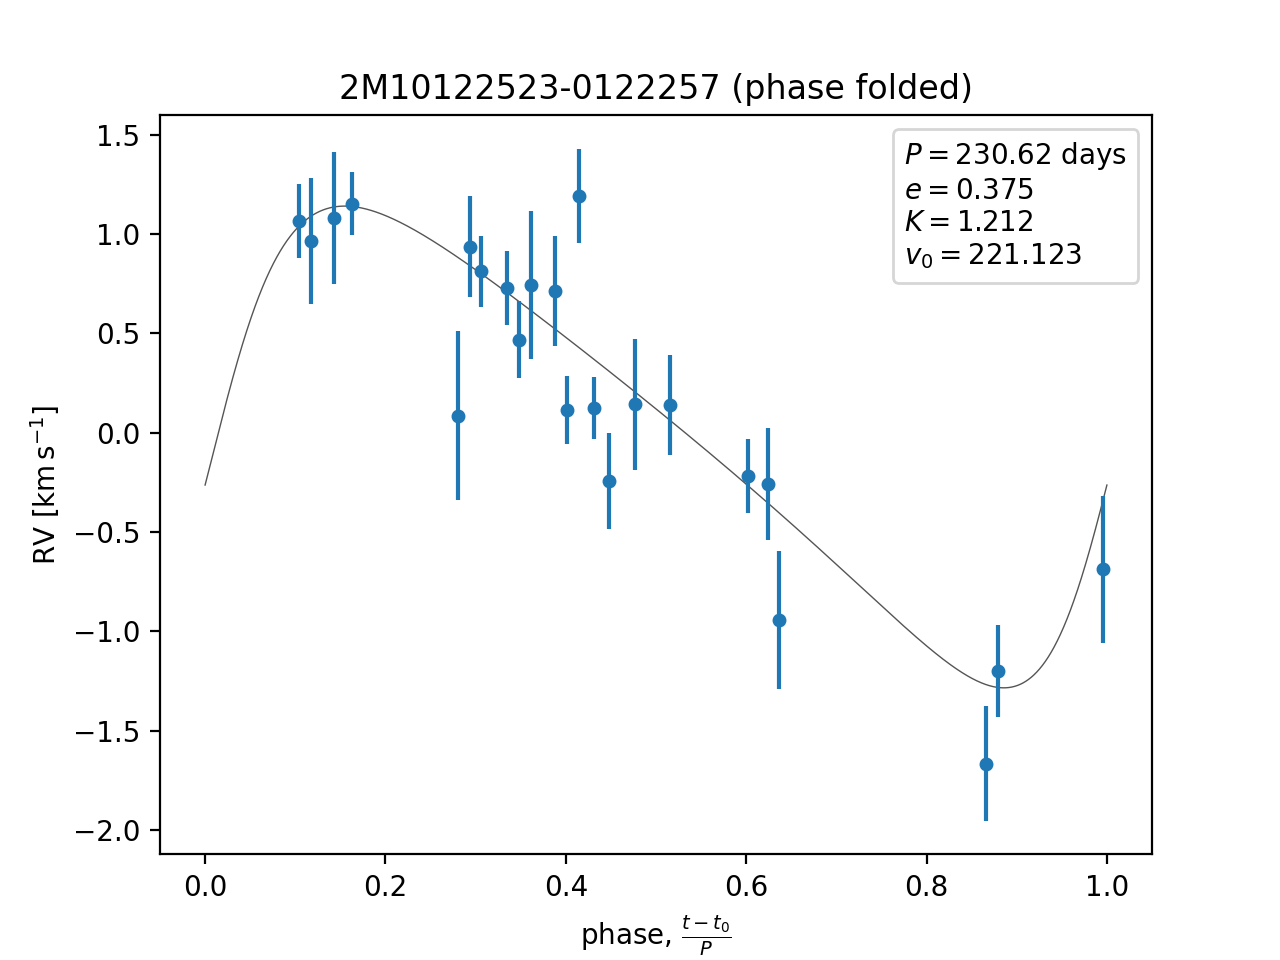 2M10122523-0122257 (phase folded)
P = 230.62 days
e = 0.375
K = 1.212
v₀ = 221.123
RV [km s⁻¹]
1.5
1.0
0.5
0.0
−0.5
−1.0
−1.5
−2.0
0.0 0.2 0.4 0.6 0.8 1.0
phase, (t − t₀)/P